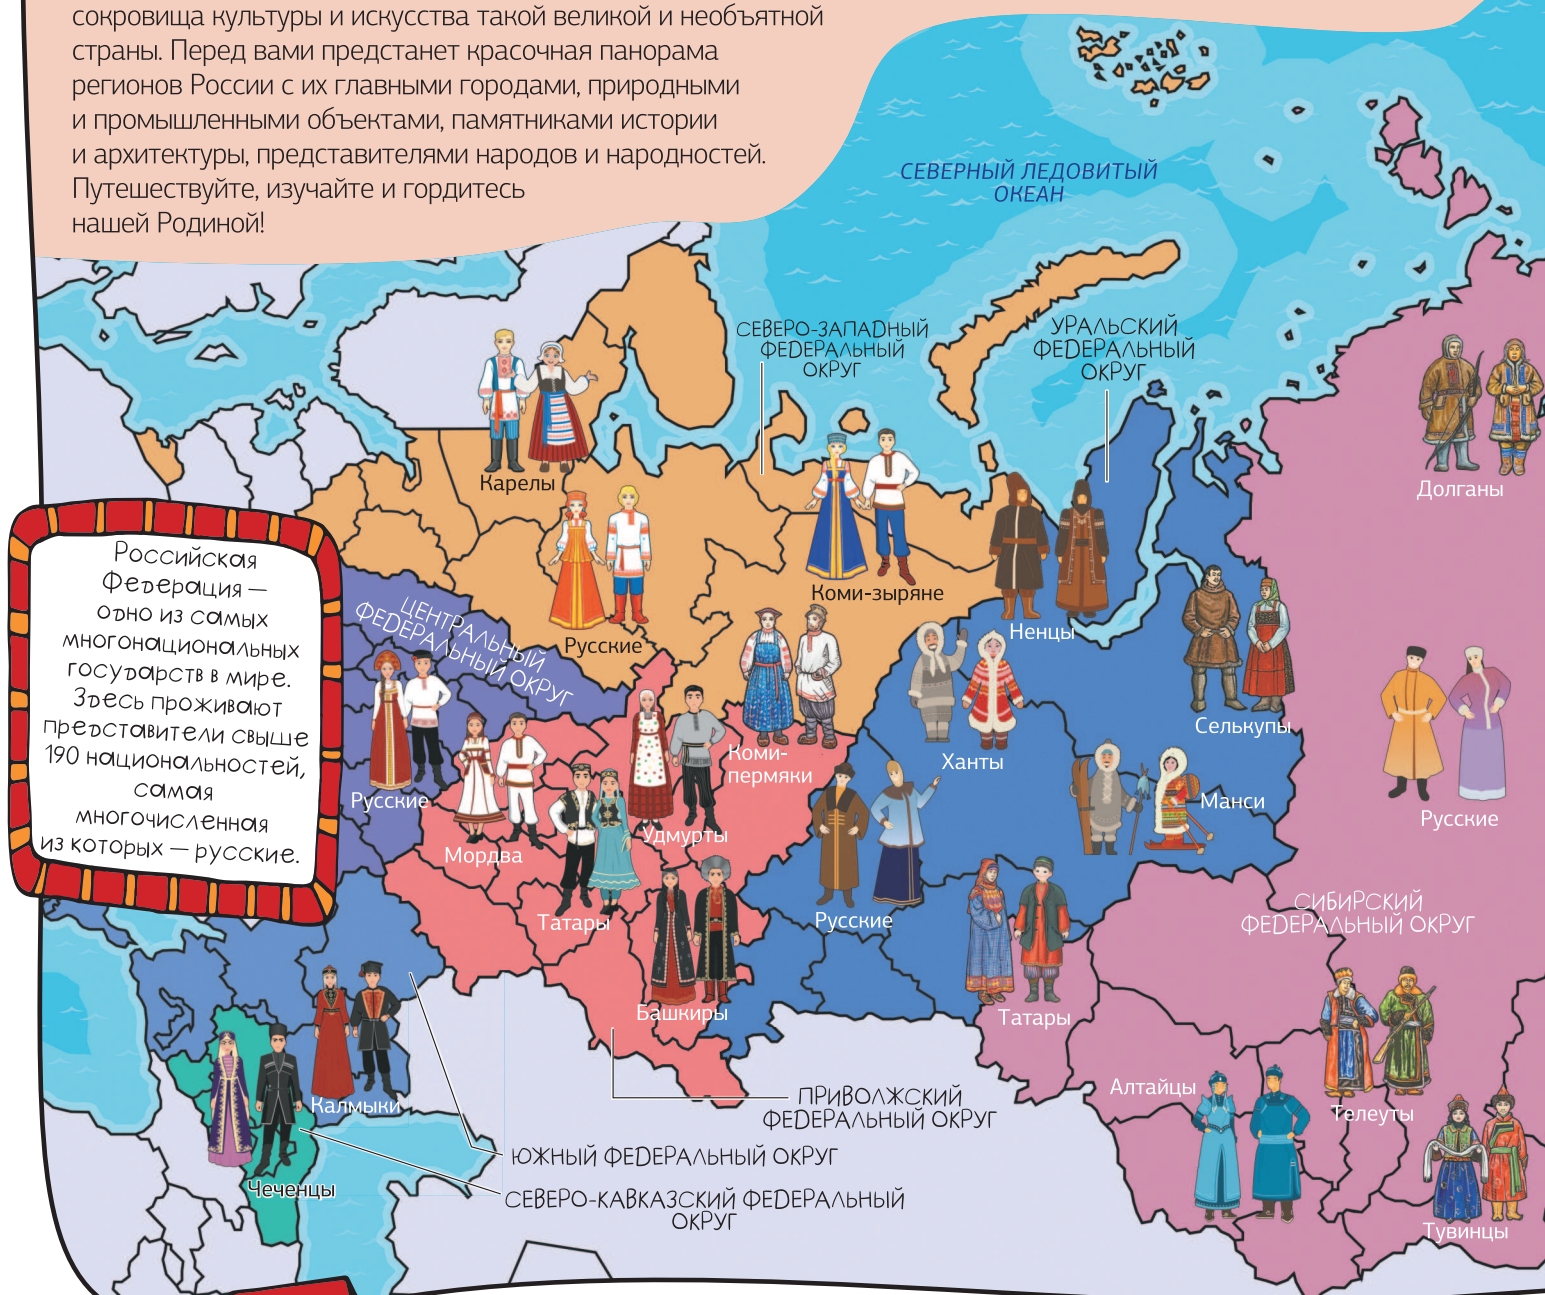 сокровища культуры и искусства такой великой и необъятной
страны. Перед вами предстанет красочная панорама
регионов России с их главными городами, природными
и промышленными объектами, памятниками истории
и архитектуры, представителями народов и народностей.
Путешествуйте, изучайте и гордитесь
нашей Родиной!
СЕВЕРНЫЙ ЛЕДОВИТЫЙ
ОКЕАН
СЕВЕРО-ЗАПАДНЫЙ
ФЕДЕРАЛЬНЫЙ
ОКРУГ
УРАЛЬСКИЙ
ФЕДЕРАЛЬНЫЙ
ОКРУГ
Карелы
Долганы
Российская
Федерация —
одно из самых
многонациональных
государств в мире.
Здесь проживают
представители свыше
190 национальностей,
самая
многочисленная
из которых — русские.
Коми-зыряне
ЦЕНТРАЛЬНЫЙ
ФЕДЕРАЛЬНЫЙ ОКРУГ
Русские
Ненцы
Селькупы
Коми-
пермяки
Ханты
Русские
Манси
Русские
Удмурты
Мордва
Татары
Русские
СИБИРСКИЙ
ФЕДЕРАЛЬНЫЙ ОКРУГ
Башкиры
Татары
Калмыки
ПРИВОЛЖСКИЙ
ФЕДЕРАЛЬНЫЙ ОКРУГ
Алтайцы
Телеуты
ЮЖНЫЙ ФЕДЕРАЛЬНЫЙ ОКРУГ
Чеченцы
СЕВЕРО-КАВКАЗСКИЙ ФЕДЕРАЛЬНЫЙ
ОКРУГ
Тувинцы